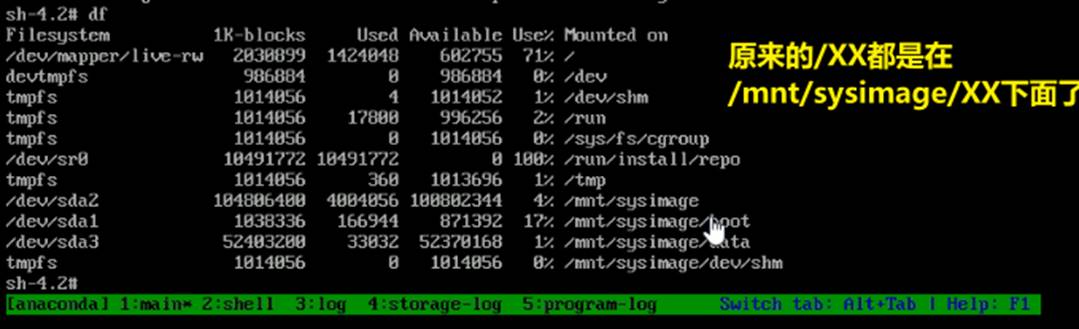 sh-4.2# df
Filesystem 1K-blocks Used Available Use% Mounted on
/dev/mapper/live-rw 2030899 1424048 602755 71% /
devtmpfs 986884 0 986884 0% /dev
tmpfs 1014056 4 1014052 1% /dev/shm
tmpfs 1014056 17800 996256 2% /run
tmpfs 1014056 0 1014056 0% /sys/fs/cgroup
/dev/sr0 10491772 10491772 0 100% /run/install/repo
tmpfs 1014056 360 1013696 1% /tmp
/dev/sda2 104806400 4004056 100802344 4% /mnt/sysimage
/dev/sda1 1038336 166944 871392 17% /mnt/sysimage/boot
/dev/sda3 52403200 33032 52370168 1% /mnt/sysimage/data
tmpfs 1014056 0 1014056 0% /mnt/sysimage/dev/shm
sh-4.2#
[anaconda] 1:main* 2:shell 3:log 4:storage-log 5:program-log Switch tab: Alt+Tab | Help: F1
原来的/XX都是在
/mnt/sysimage/XX下面了